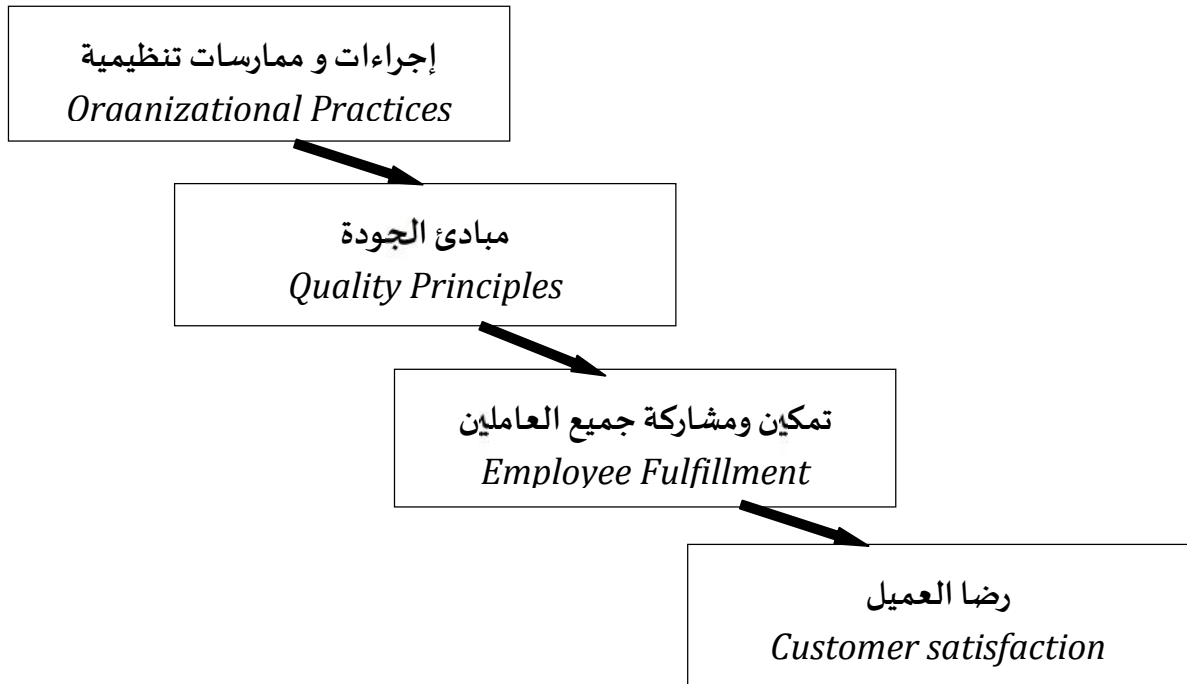 إجراءات و ممارسات تنظيمية
Oraanizational Practices
مبادئ الجودة
Quality Principles
تمكين ومشاركة جميع العاملين
Employee Fulfillment
رضا العميل
Customer satisfaction